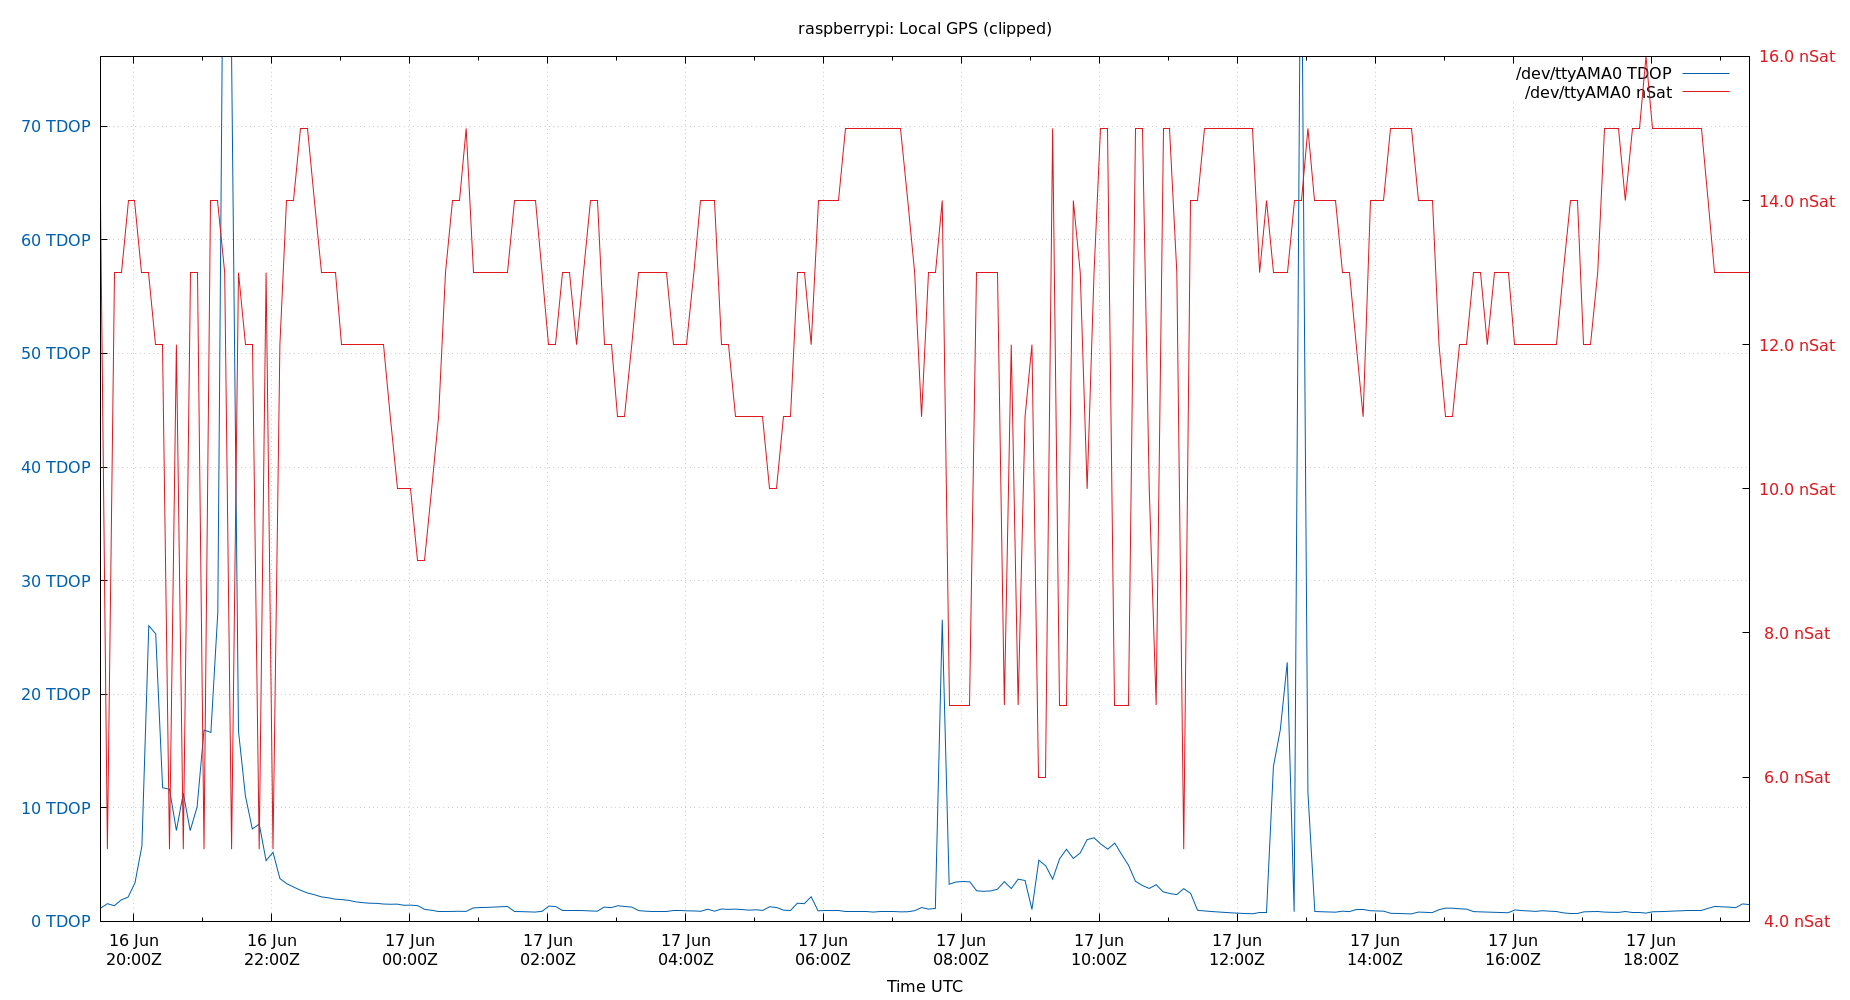 raspberrypi: Local GPS (clipped)
16.0 nSat
/dev/ttyAMA0 TDOP
/dev/ttyAMA0 nSat
70 TDOP
14.0 nSat
60 TDOP
50 TDOP
12.0 nSat
40 TDOP
10.0 nSat
30 TDOP
8.0 nSat
20 TDOP
6.0 nSat
10 TDOP
0 TDOP
4.0 nSat
16 Jun 16 Jun 17 Jun 17 Jun 17 Jun 17 Jun 17 Jun 17 Jun 17 Jun 17 Jun 17 Jun 17 Jun
20:00Z 22:00Z 00:00Z 02:00Z 04:00Z 06:00Z 08:00Z 10:00Z 12:00Z 14:00Z 16:00Z 18:00Z
Time UTC